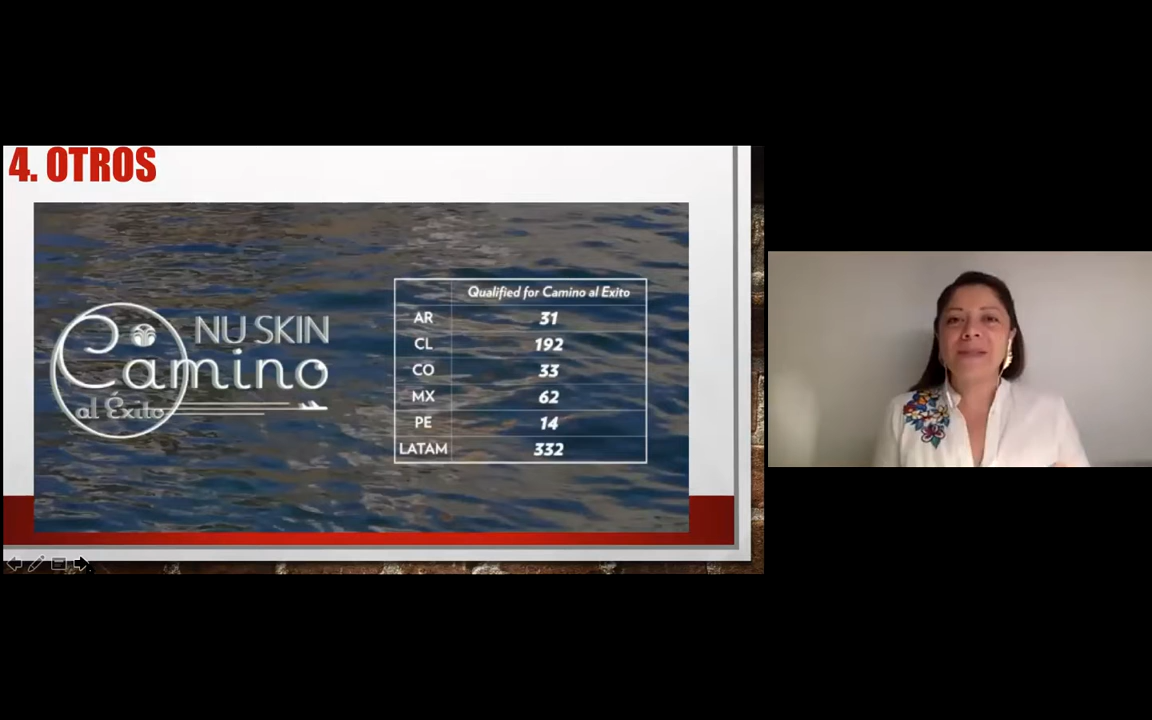 4. OTROS
NU SKIN
Camino
al Éxito
Qualified for Camino al Exito
AR 31
CL 192
CO 33
MX 62
PE 14
LATAM 332